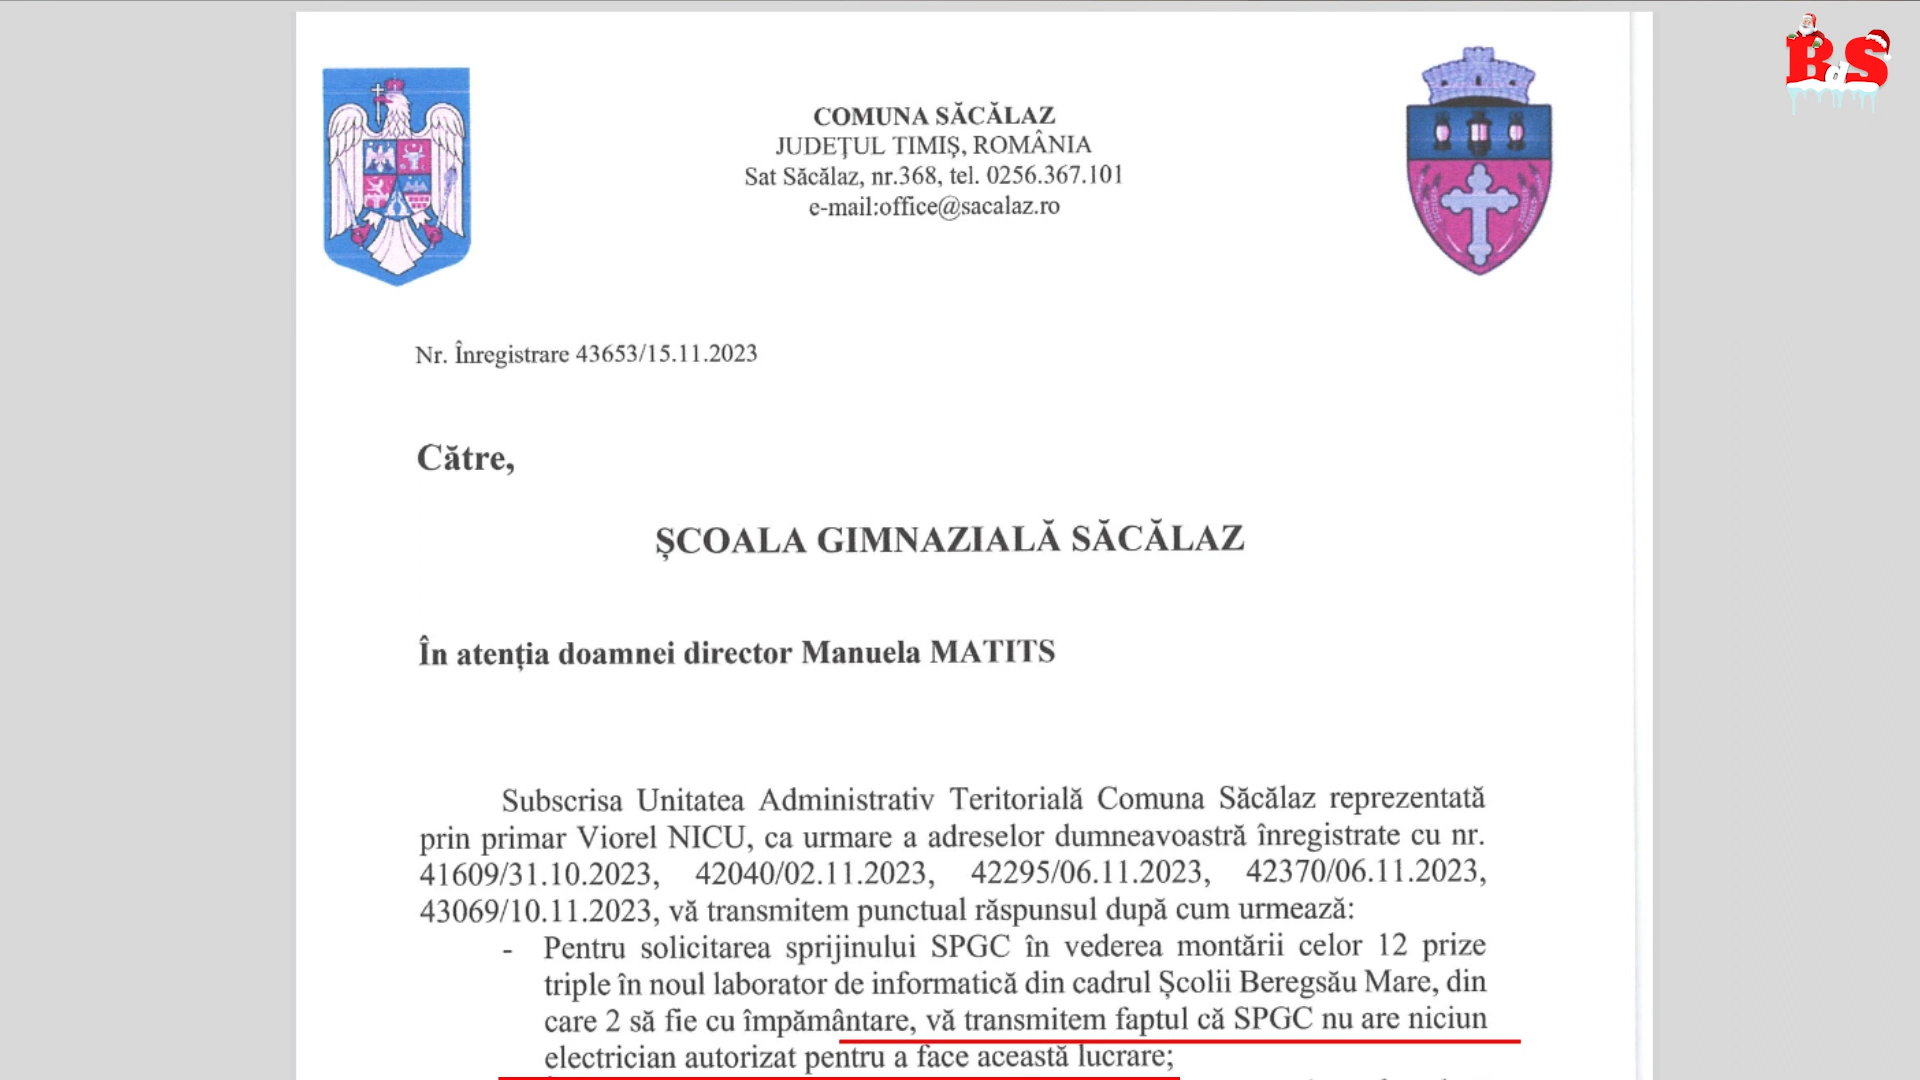 BdS
COMUNA SĂCĂLAZ
JUDEȚUL TIMIȘ, ROMÂNIA
Sat Săcălaz, nr.368, tel. 0256.367.101
e-mail:office@sacalaz.ro
Nr. Înregistrare 43653/15.11.2023
Către,
ȘCOALA GIMNAZIALĂ SĂCĂLAZ
În atenția doamnei director Manuela MATITS
Subscrisa Unitatea Administrativ Teritorială Comuna Săcălaz reprezentată
prin primar Viorel NICU, ca urmare a adreselor dumneavoastră înregistrate cu nr.
41609/31.10.2023, 42040/02.11.2023, 42295/06.11.2023, 42370/06.11.2023,
43069/10.11.2023, vă transmitem punctual răspunsul după cum urmează:
- Pentru solicitarea sprijinului SPGC în vederea montării celor 12 prize
triple în noul laborator de informatică din cadrul Școlii Beregsău Mare, din
care 2 să fie cu împământare, vă transmitem faptul că SPGC nu are niciun
electrician autorizat pentru a face această lucrare;